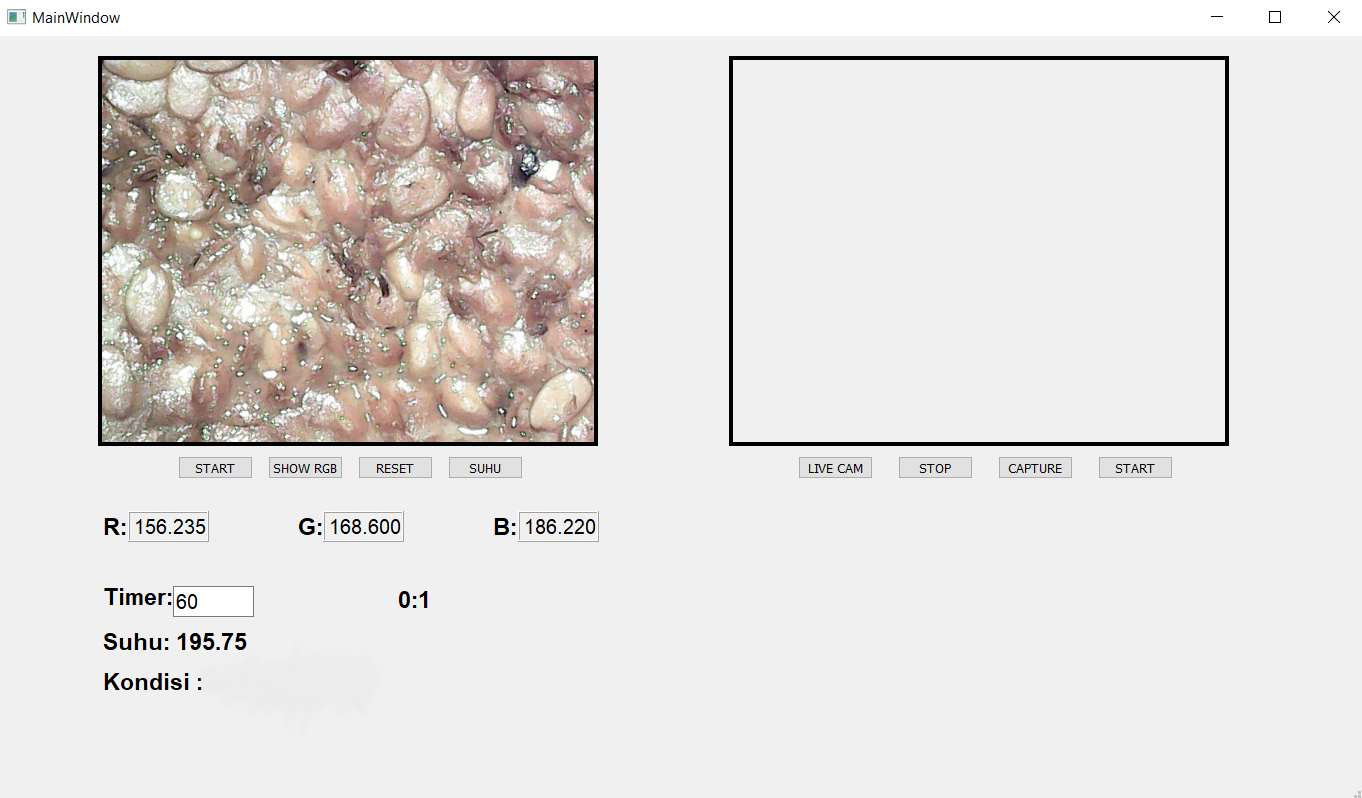 MainWindow
START SHOW RGB RESET SUHU
LIVE CAM STOP CAPTURE START
R: 156.235 G: 168.600 B: 186.220
Timer: 60 0:1
Suhu: 195.75
Kondisi :